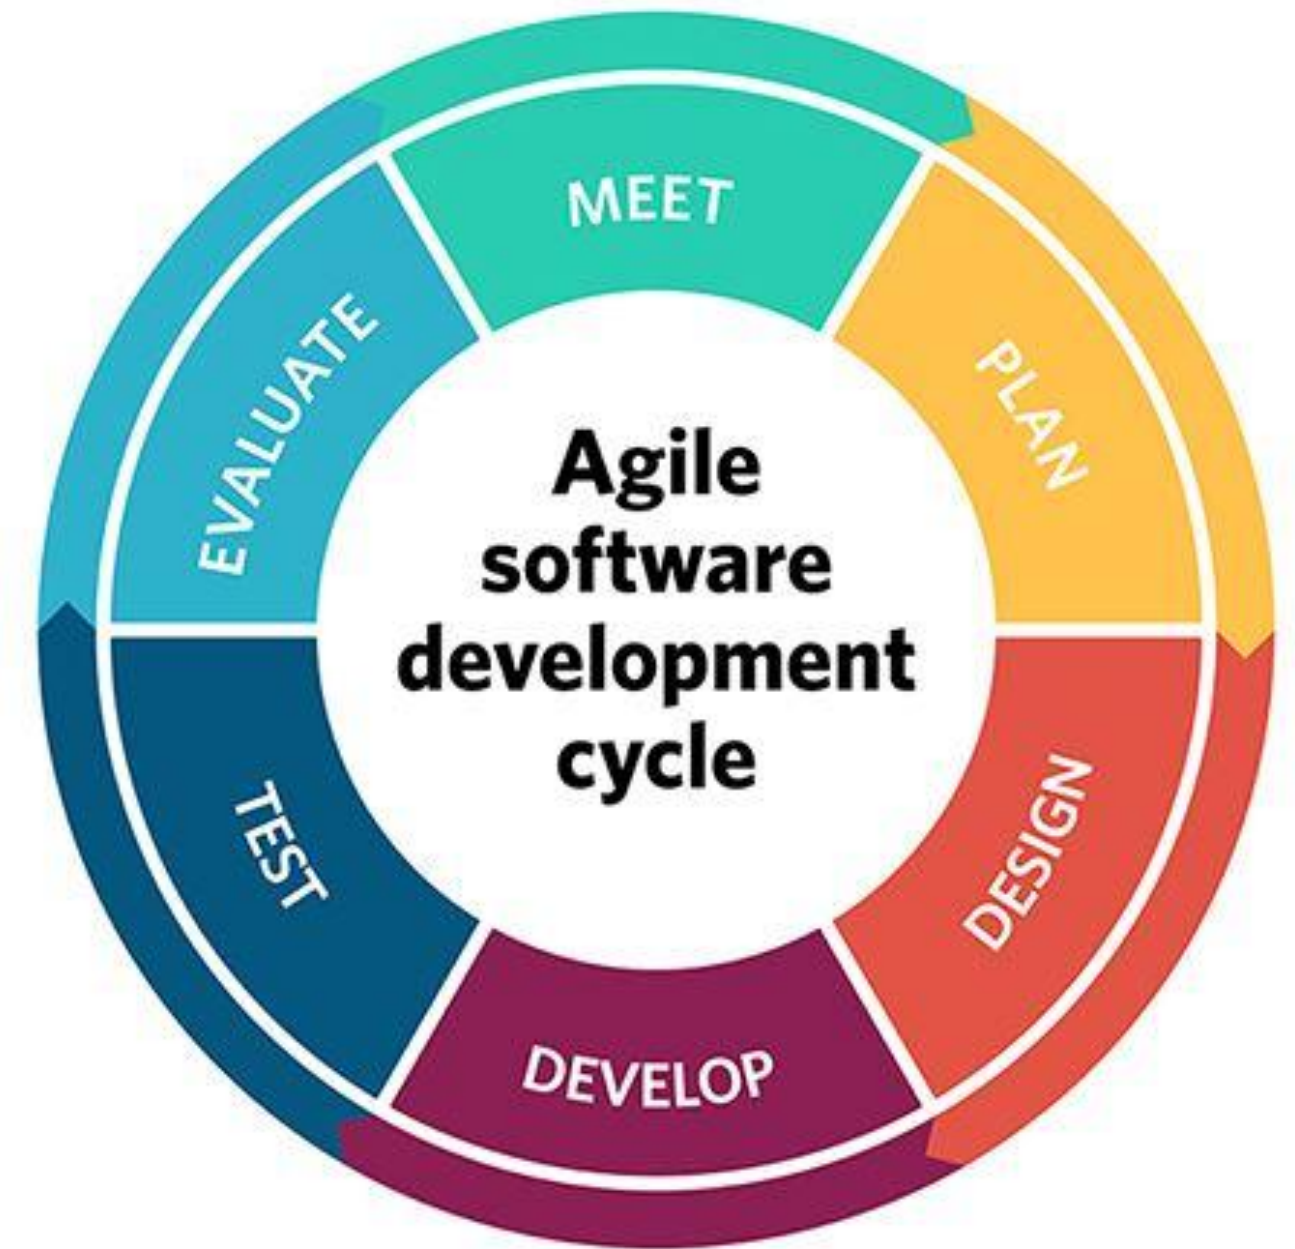 MEET
PLAN
DESIGN
DEVELOP
TEST
EVALUATE
Agile
software
development
cycle